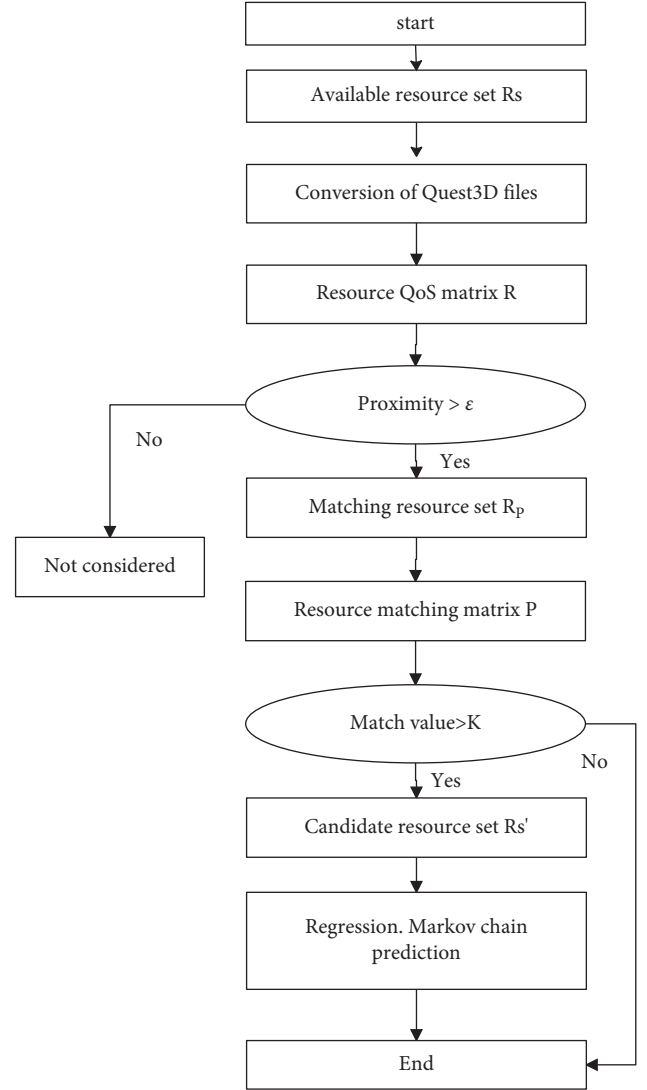 start
Available resource set Rs
Conversion of Quest3D files
Resource QoS matrix R
Proximity > ε
No
Yes
Matching resource set RP
Not considered
Resource matching matrix P
Match value>K
No
Yes
Candidate resource set Rs'
Regression. Markov chain
prediction
End